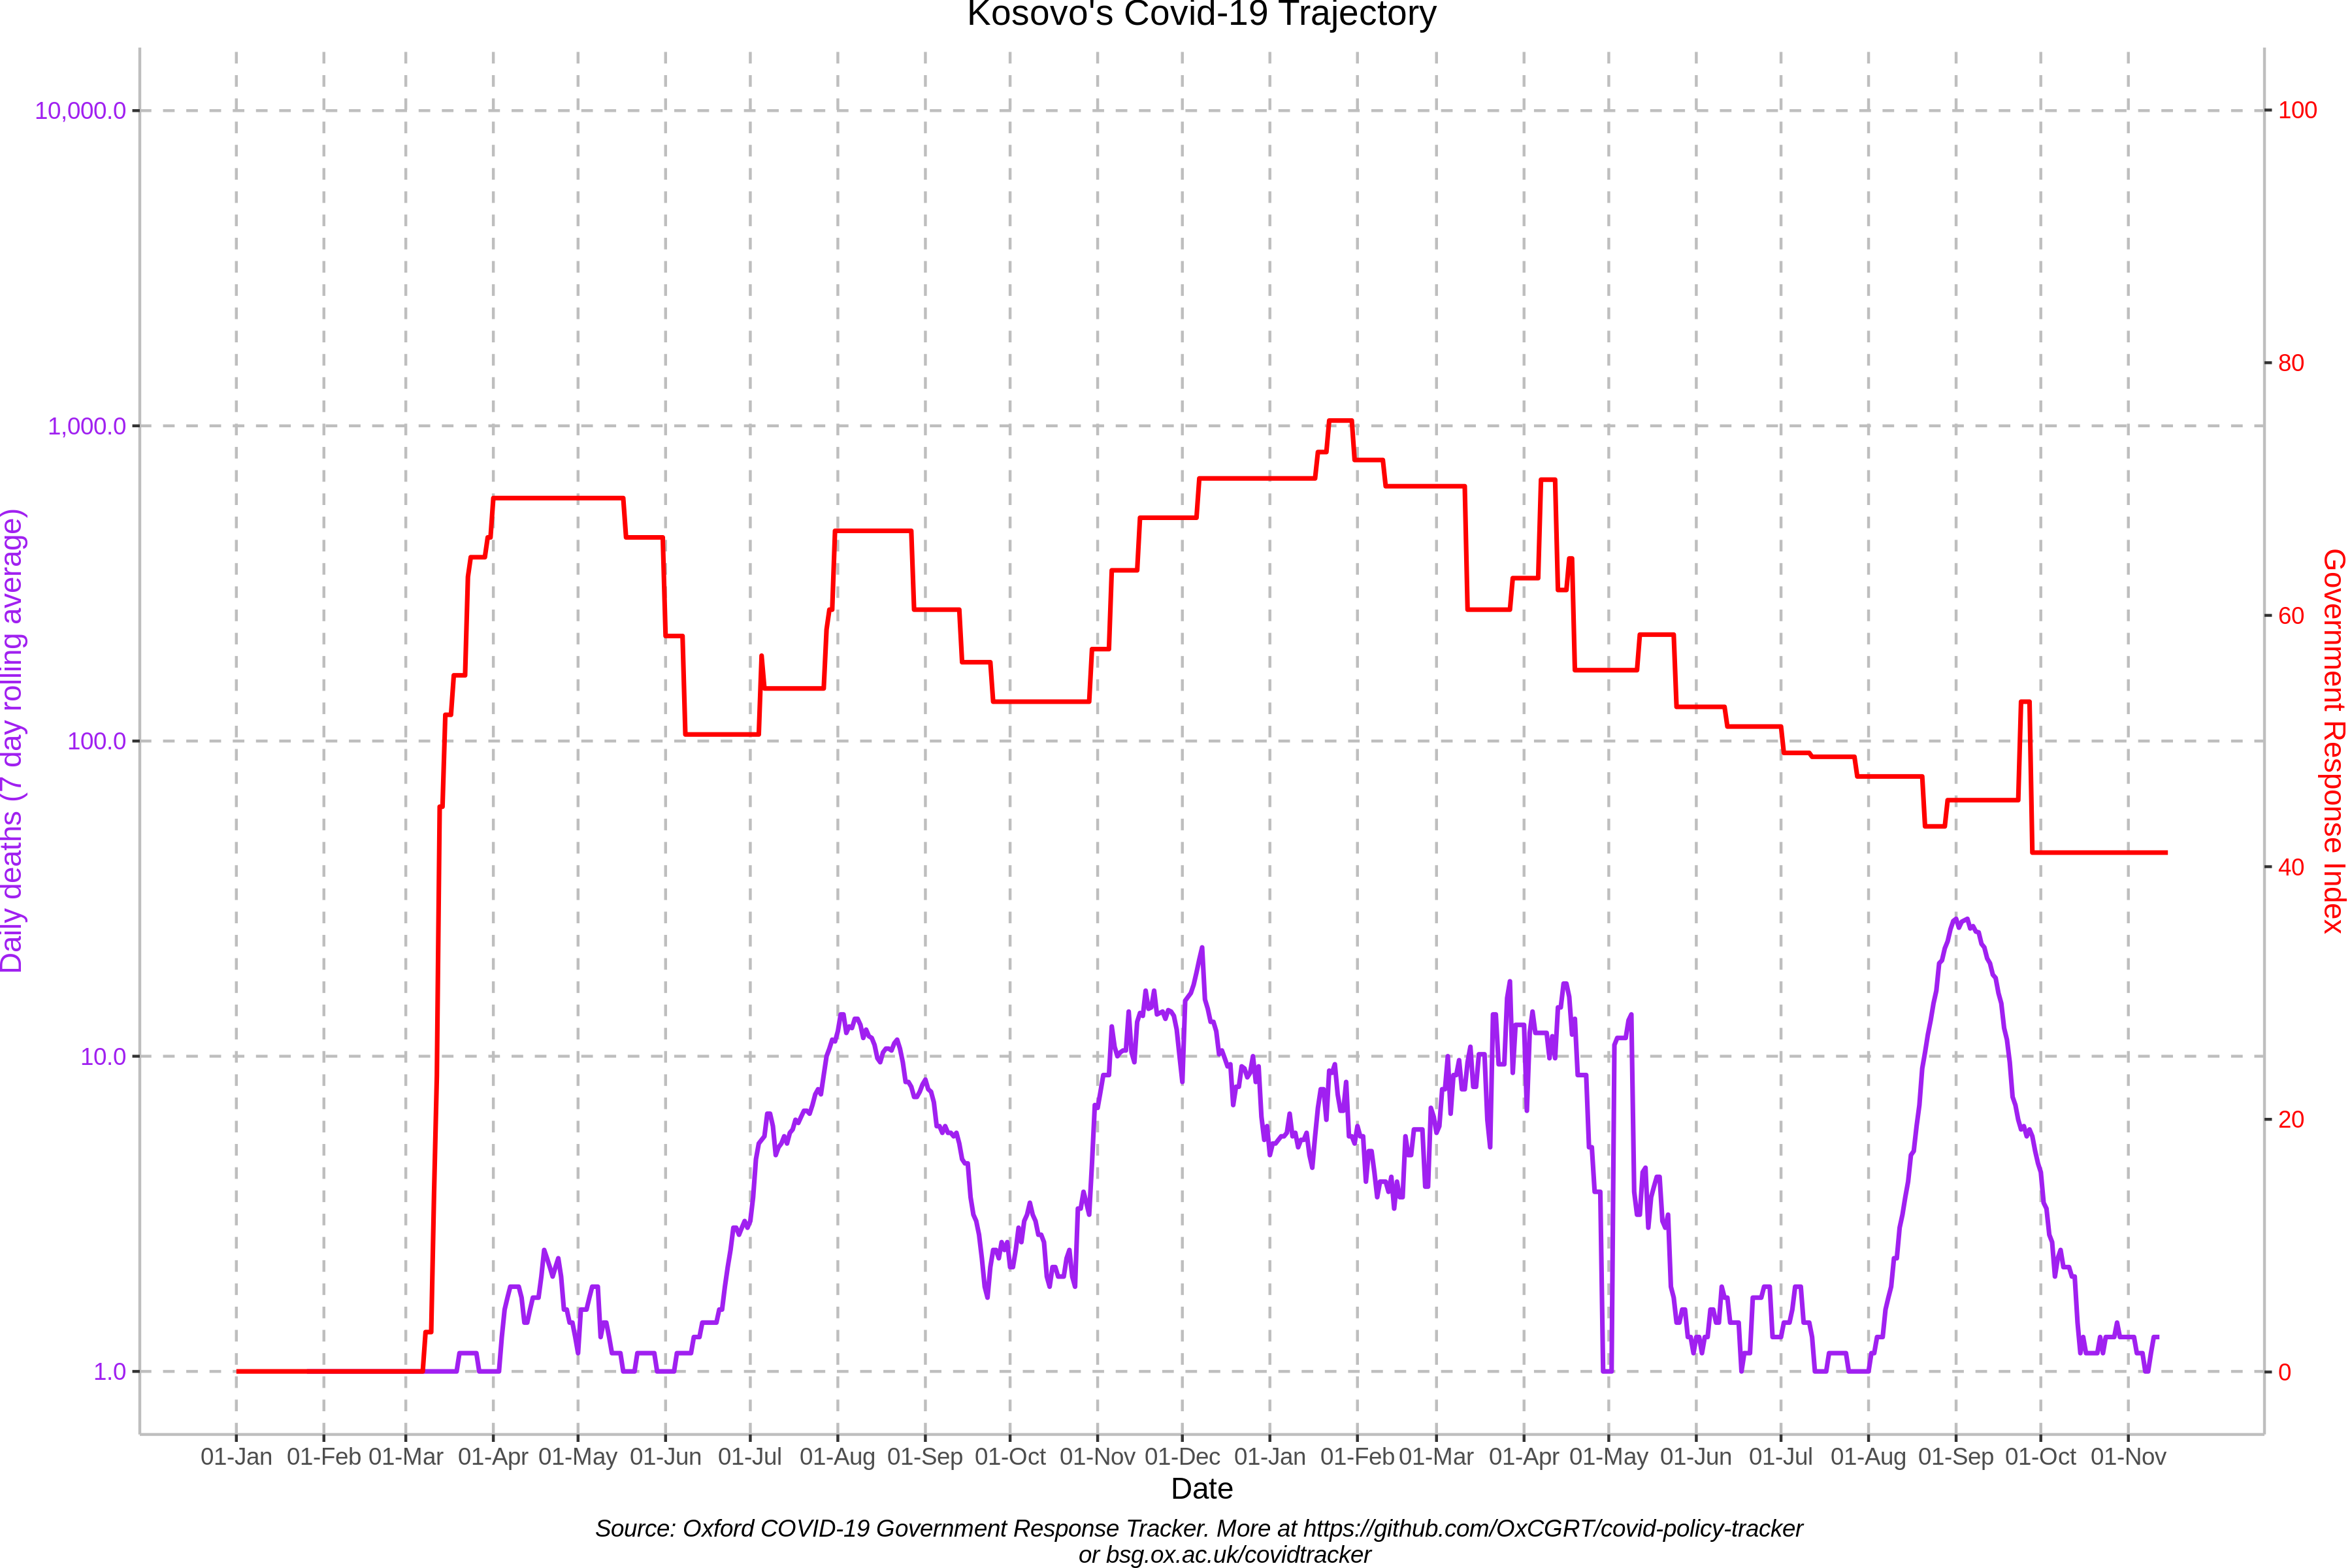 Kosovo's Covid-19 Trajectory
10,000.0
1,000.0
100.0
10.0
1.0
Daily deaths (7 day rolling average)
100
80
60
40
20
0
Government Response Index
01-Jan 01-Feb 01-Mar 01-Apr 01-May 01-Jun 01-Jul 01-Aug 01-Sep 01-Oct 01-Nov 01-Dec 01-Jan 01-Feb 01-Mar 01-Apr 01-May 01-Jun 01-Jul 01-Aug 01-Sep 01-Oct 01-Nov
Date
Source: Oxford COVID-19 Government Response Tracker. More at https://github.com/OxCGRT/covid-policy-tracker
or bsg.ox.ac.uk/covidtracker